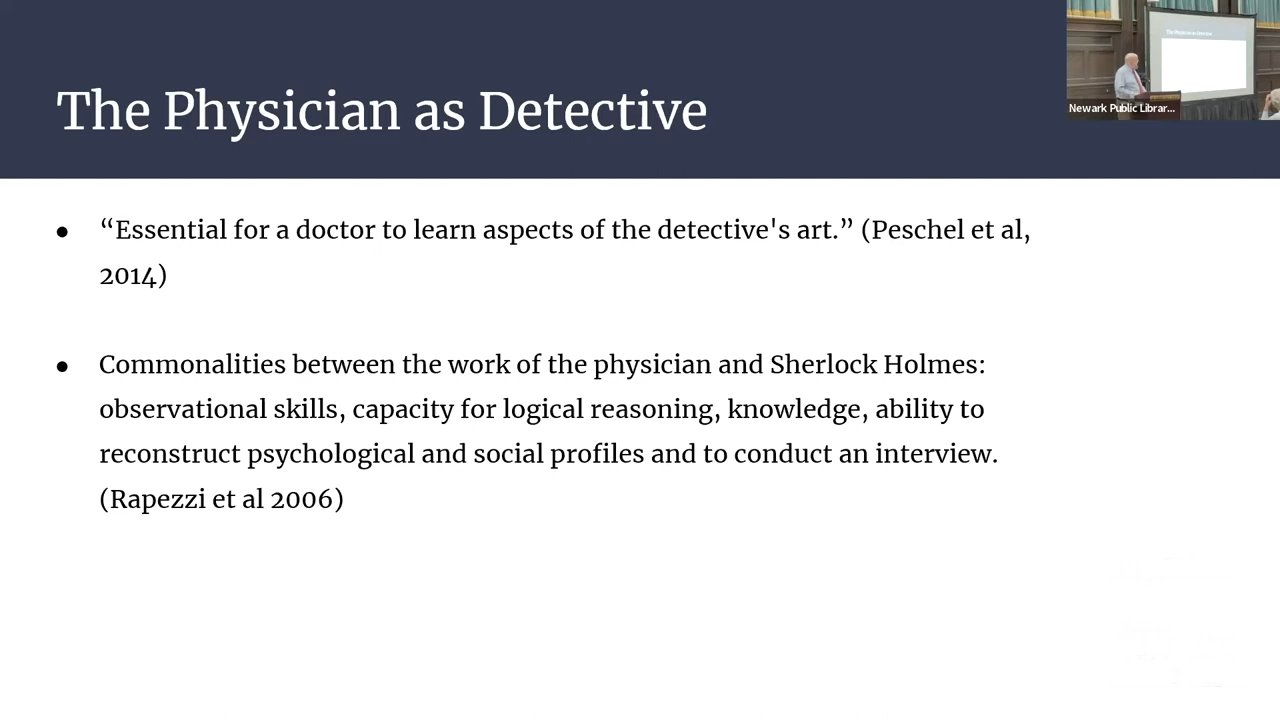 The Physician as Detective
Newark Public Librar...
● “Essential for a doctor to learn aspects of the detective's art.” (Peschel et al,
2014)
● Commonalities between the work of the physician and Sherlock Holmes:
observational skills, capacity for logical reasoning, knowledge, ability to
reconstruct psychological and social profiles and to conduct an interview.
(Rapezzi et al 2006)